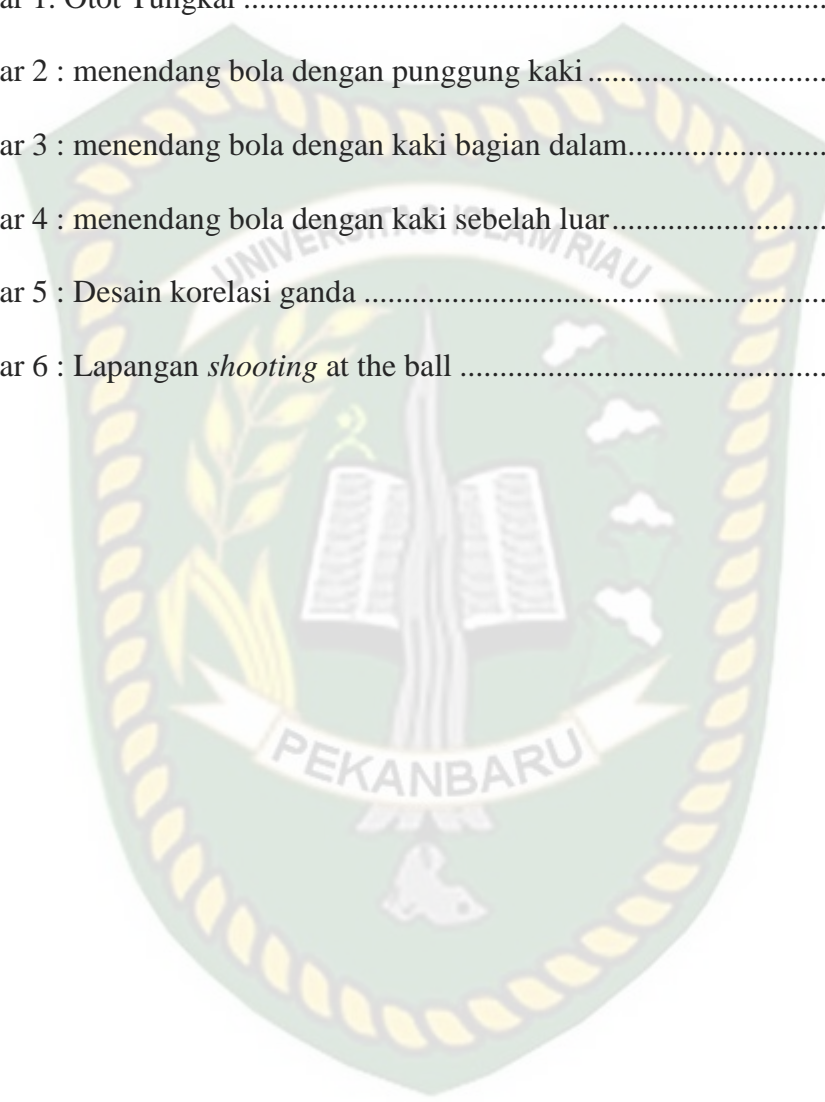 ar 1. Otot Tungkai ........................................................................
ar 2 : menendang bola dengan punggung kaki .............................
ar 3 : menendang bola dengan kaki bagian dalam........................
ar 4 : menendang bola dengan kaki sebelah luar..........................
ar 5 : Desain korelasi ganda .........................................................
ar 6 : Lapangan shooting at the ball .............................................
UNIVERSITAS ISLAM RIAU
PEKANBARU